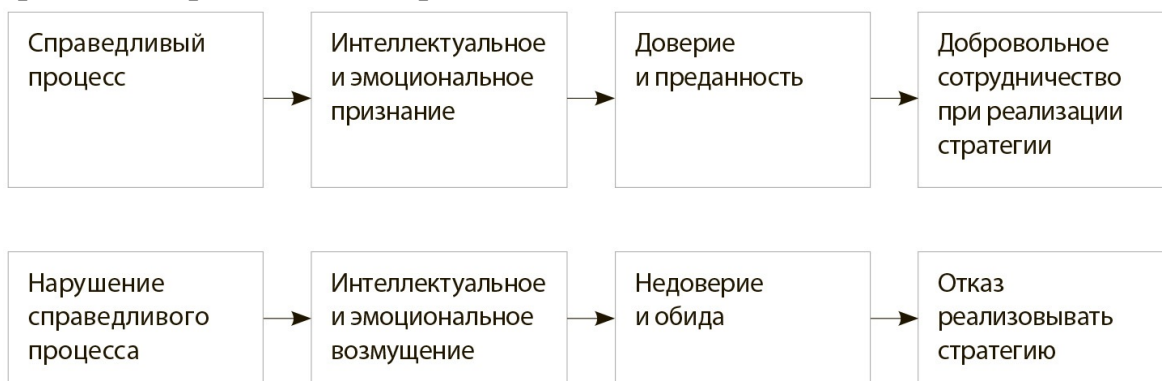 Справедливый
процесс
Интеллектуальное
и эмоциональное
признание
Доверие
и преданность
Добровольное
сотрудничество
при реализации
стратегии
Нарушение
справедливого
процесса
Интеллектуальное
и эмоциональное
возмущение
Недоверие
и обида
Отказ
реализовывать
стратегию